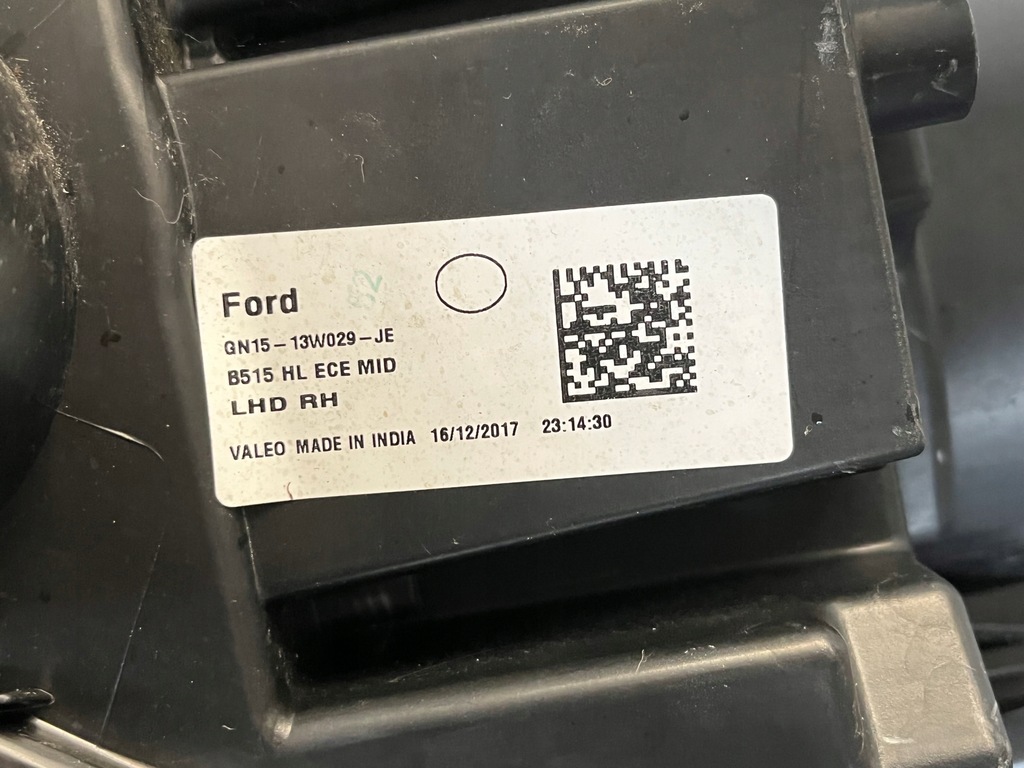 Ford
52
GN15-13W029-JE
B515 HL ECE MID
LHD RH
VALEO MADE IN INDIA 16/12/2017 23:14:30